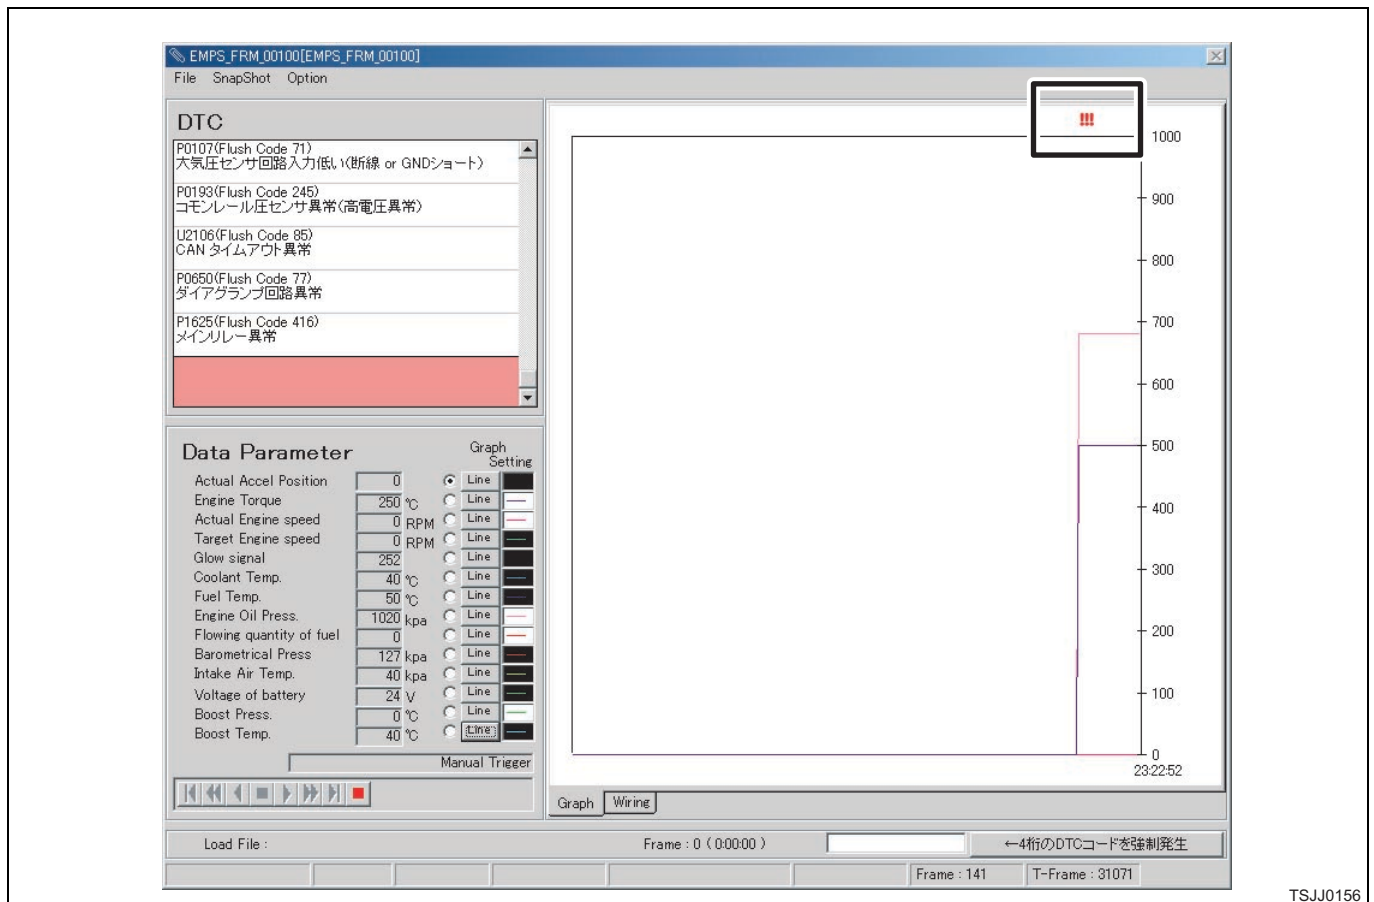 EMPS_FRM_00100[EMPS_FRM_00100]
File SnapShot Option
DTC
P0107(Flush Code 71)
大気圧センサ回路入力低い(断線 or GNDショート)
P0193(Flush Code 245)
コモンレール圧センサ異常(高電圧異常)
U2106(Flush Code 85)
CAN タイムアウト異常
P0650(Flush Code 77)
ダイアグランプ回路異常
P1625(Flush Code 416)
メインリレー異常
!!!
1000
900
800
700
600
500
400
300
200
100
0
23:22:52
Data Parameter
Graph
Setting
Actual Accel Position 0 Line
Engine Torque 250 ℃ Line
Actual Engine speed 0 RPM Line
Target Engine speed 0 RPM Line
Glow signal 252 Line
Coolant Temp. 40 ℃ Line
Fuel Temp. 50 ℃ Line
Engine Oil Press. 1020 kpa Line
Flowing quantity of fuel 0 Line
Barometrical Press 127 kpa Line
Intake Air Temp. 40 kpa Line
Voltage of battery 24 V Line
Boost Press. 0 ℃ Line
Boost Temp. 40 ℃ Line
Manual Trigger
Graph Wiring
Load File : Frame : 0 ( 0:00:00 ) ←4桁のDTCコードを強制発生
Frame : 141 T-Frame : 31071
TSJJ0156